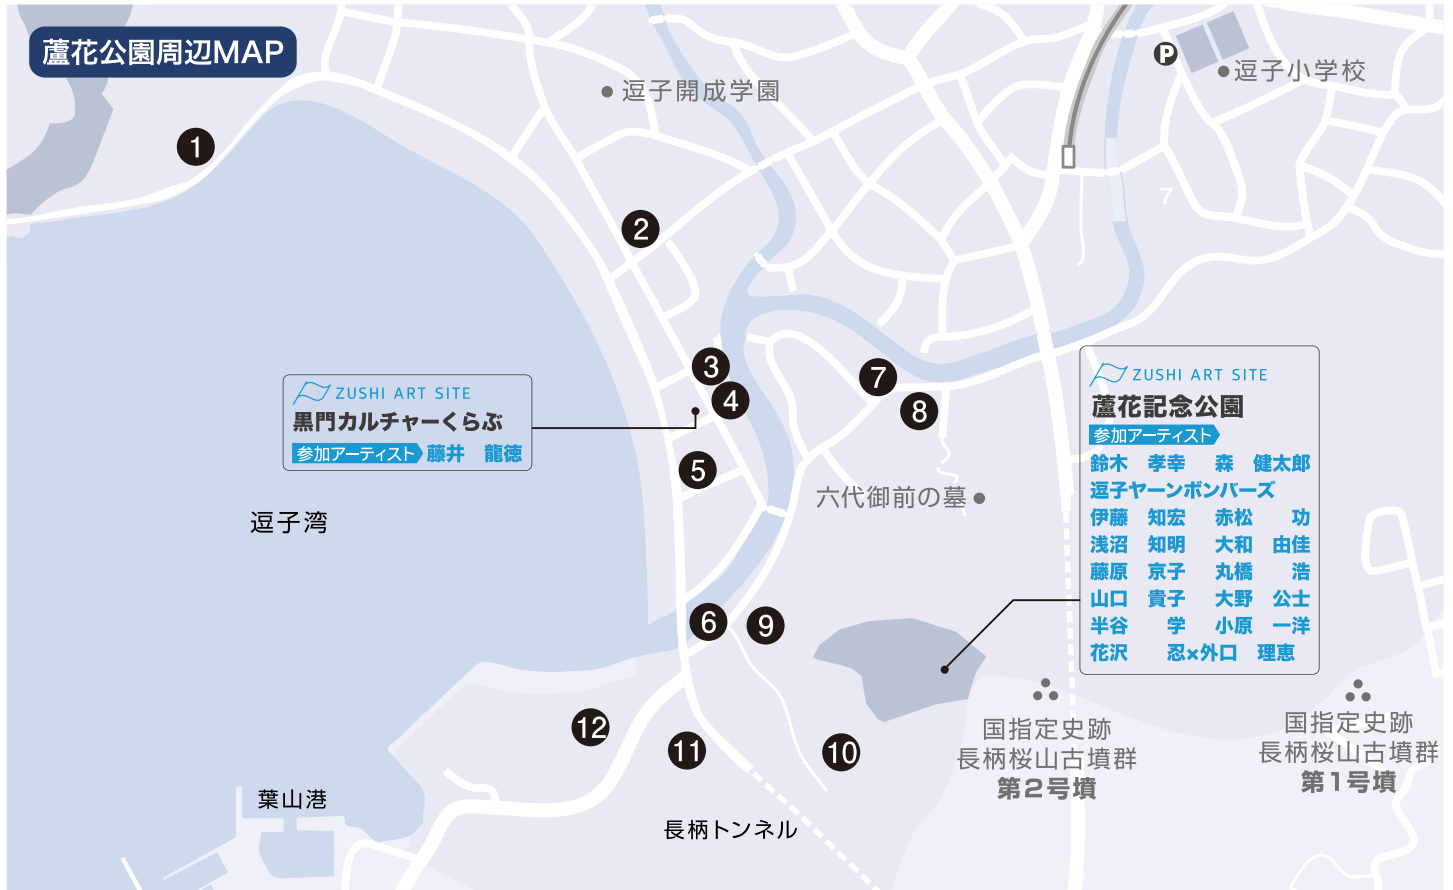 蘆花公園周辺MAP
P
逗子小学校
逗子開成学園
1
7
2
3
4
7
8
ZUSHI ART SITE
黒門カルチャーくらぶ
参加アーティスト 藤井　龍徳
ZUSHI ART SITE
蘆花記念公園
参加アーティスト
鈴木　孝幸　森　健太郎
逗子ヤーンボンバーズ
伊藤　知宏　赤松　　功
浅沼　知明　大和　由佳
藤原　京子　丸橋　　浩
山口　貴子　大野　公士
半谷　　学　小原　一洋
花沢　　忍×外口　理恵
5
六代御前の墓
逗子湾
6
9
12
11
10
国指定史跡
長柄桜山古墳群
第2号墳
国指定史跡
長柄桜山古墳群
第1号墳
葉山港
長柄トンネル